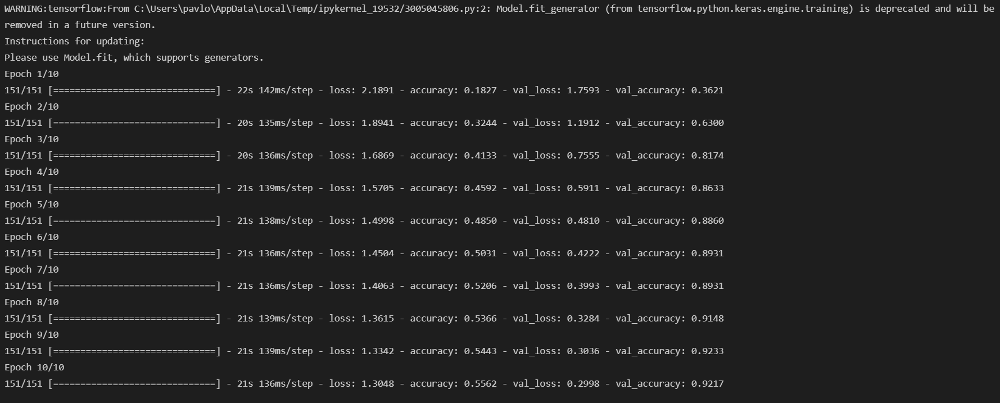 WARNING:tensorflow:From C:\Users\pavlo\AppData\Local\Temp/ipykernel_19532/3005045806.py:2: Model.fit_generator (from tensorflow.python.keras.engine.training) is deprecated and will be
removed in a future version.
Instructions for updating:
Please use Model.fit, which supports generators.
Epoch 1/10
151/151 [==============================] - 22s 142ms/step - loss: 2.1891 - accuracy: 0.1827 - val_loss: 1.7593 - val_accuracy: 0.3621
Epoch 2/10
151/151 [==============================] - 20s 135ms/step - loss: 1.8941 - accuracy: 0.3244 - val_loss: 1.1912 - val_accuracy: 0.6300
Epoch 3/10
151/151 [==============================] - 20s 136ms/step - loss: 1.6869 - accuracy: 0.4133 - val_loss: 0.7555 - val_accuracy: 0.8174
Epoch 4/10
151/151 [==============================] - 21s 139ms/step - loss: 1.5705 - accuracy: 0.4592 - val_loss: 0.5911 - val_accuracy: 0.8633
Epoch 5/10
151/151 [==============================] - 21s 138ms/step - loss: 1.4998 - accuracy: 0.4850 - val_loss: 0.4810 - val_accuracy: 0.8860
Epoch 6/10
151/151 [==============================] - 21s 136ms/step - loss: 1.4504 - accuracy: 0.5031 - val_loss: 0.4222 - val_accuracy: 0.8931
Epoch 7/10
151/151 [==============================] - 21s 136ms/step - loss: 1.4063 - accuracy: 0.5206 - val_loss: 0.3993 - val_accuracy: 0.8931
Epoch 8/10
151/151 [==============================] - 21s 139ms/step - loss: 1.3615 - accuracy: 0.5366 - val_loss: 0.3284 - val_accuracy: 0.9148
Epoch 9/10
151/151 [==============================] - 21s 139ms/step - loss: 1.3342 - accuracy: 0.5443 - val_loss: 0.3036 - val_accuracy: 0.9233
Epoch 10/10
151/151 [==============================] - 21s 136ms/step - loss: 1.3048 - accuracy: 0.5562 - val_loss: 0.2998 - val_accuracy: 0.9217